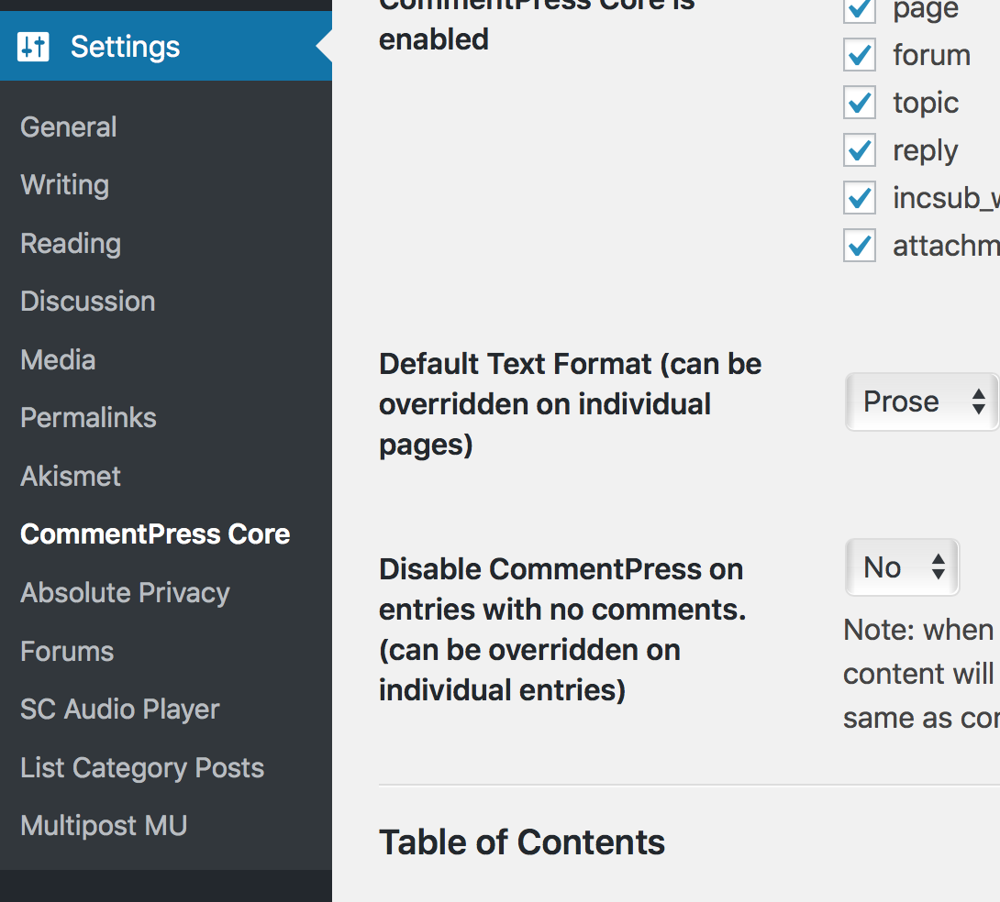 Settings
General
Writing
Reading
Discussion
Media
Permalinks
Akismet
CommentPress Core
Absolute Privacy
Forums
SC Audio Player
List Category Posts
Multipost MU
CommentPress Core is
enabled
page
forum
topic
reply
incsub_w
attachm
Default Text Format (can be
overridden on individual
pages)
Prose
Disable CommentPress on
entries with no comments.
(can be overridden on
individual entries)
No
Note: when
content will
same as cor
Table of Contents